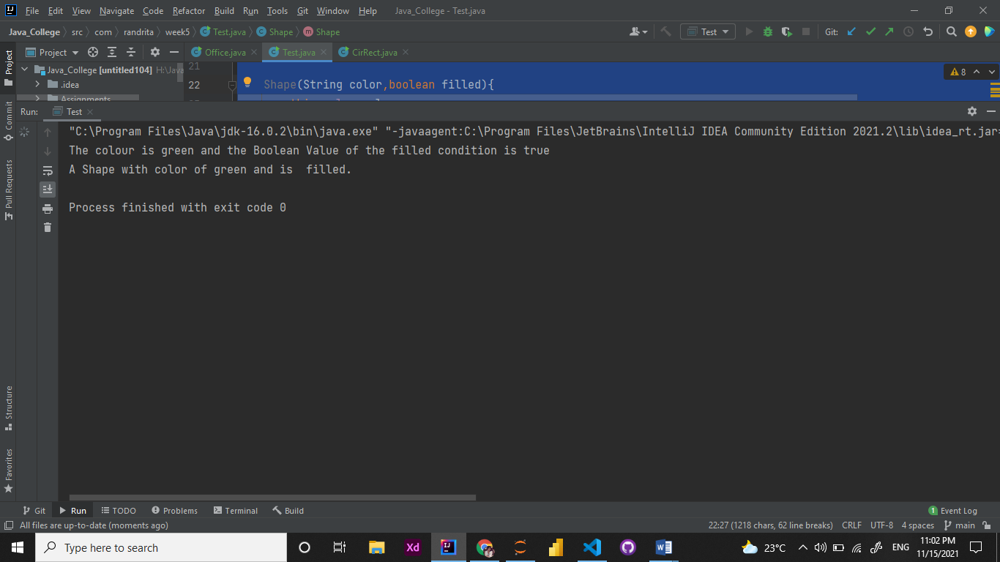 File Edit View Navigate Code Refactor Build Run Tools Git Window Help Java_College - Test.java
Java_College src com randrita week5 Test.java Shape m Shape Test Git:
Project Office.java Test.java CirRect.java
Java_College [untitled104] H:\Java
21
.idea
22 Shape(String color,boolean filled){
8
Assignments
Run: Test
"C:\Program Files\Java\jdk-16.0.2\bin\java.exe" "-javaagent:C:\Program Files\JetBrains\IntelliJ IDEA Community Edition 2021.2\lib\idea_rt.jar=
The colour is green and the Boolean Value of the filled condition is true
A Shape with color of green and is  filled.
Process finished with exit code 0
Project
Commit
Pull Requests
Structure
Favorites
Git Run TODO Problems Terminal Build 1 Event Log
All files are up-to-date (moments ago) 22:27 (1218 chars, 62 line breaks) CRLF UTF-8 4 spaces main
Type here to search Xd IJ 23°C ENG 11:02 PM
11/15/2021